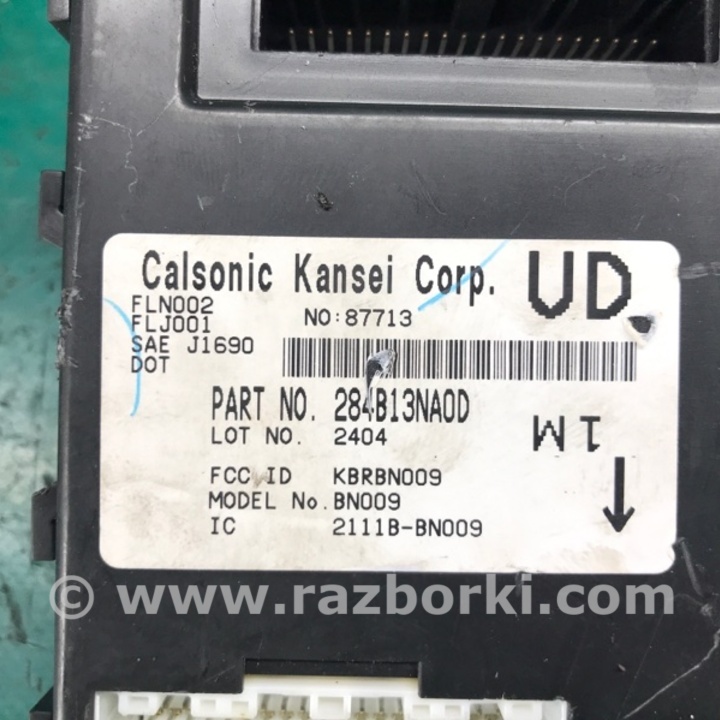 Calsonic Kansei Corp. UD
FLN002
FLJ001 NO:87713
SAE J1690
DOT
PART NO. 284B13NA0D
LOT NO. 2404
1M
FCC ID KBRBN009
MODEL No. BN009
IC 2111B-BN009
© www.razborki.com